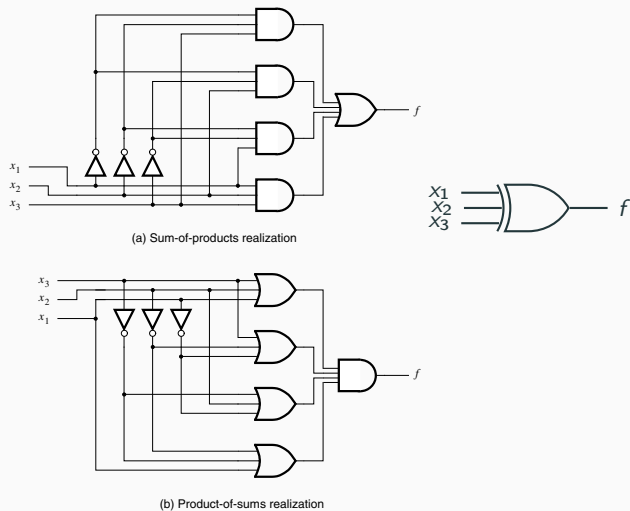 x1
x2
x3
f
(a) Sum-of-products realization
x3
x2
x1
f
(b) Product-of-sums realization
X1
X2
X3
f